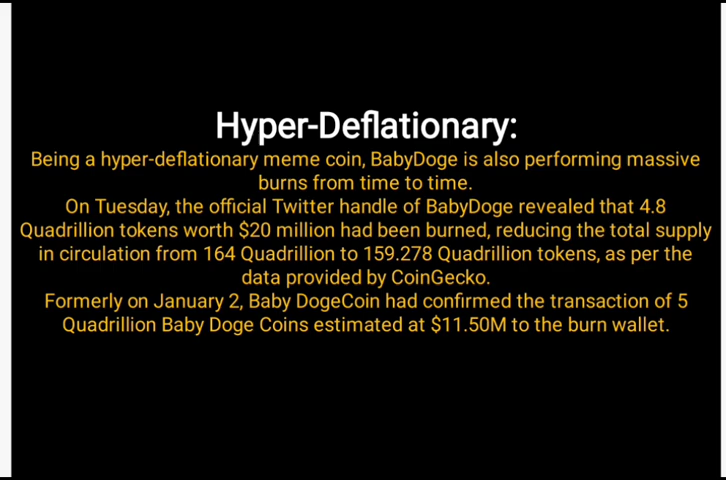 Hyper-Deflationary:
Being a hyper-deflationary meme coin, BabyDoge is also performing massive
burns from time to time.
On Tuesday, the official Twitter handle of BabyDoge revealed that 4.8
Quadrillion tokens worth $20 million had been burned, reducing the total supply
in circulation from 164 Quadrillion to 159.278 Quadrillion tokens, as per the
data provided by CoinGecko.
Formerly on January 2, Baby DogeCoin had confirmed the transaction of 5
Quadrillion Baby Doge Coins estimated at $11.50M to the burn wallet.